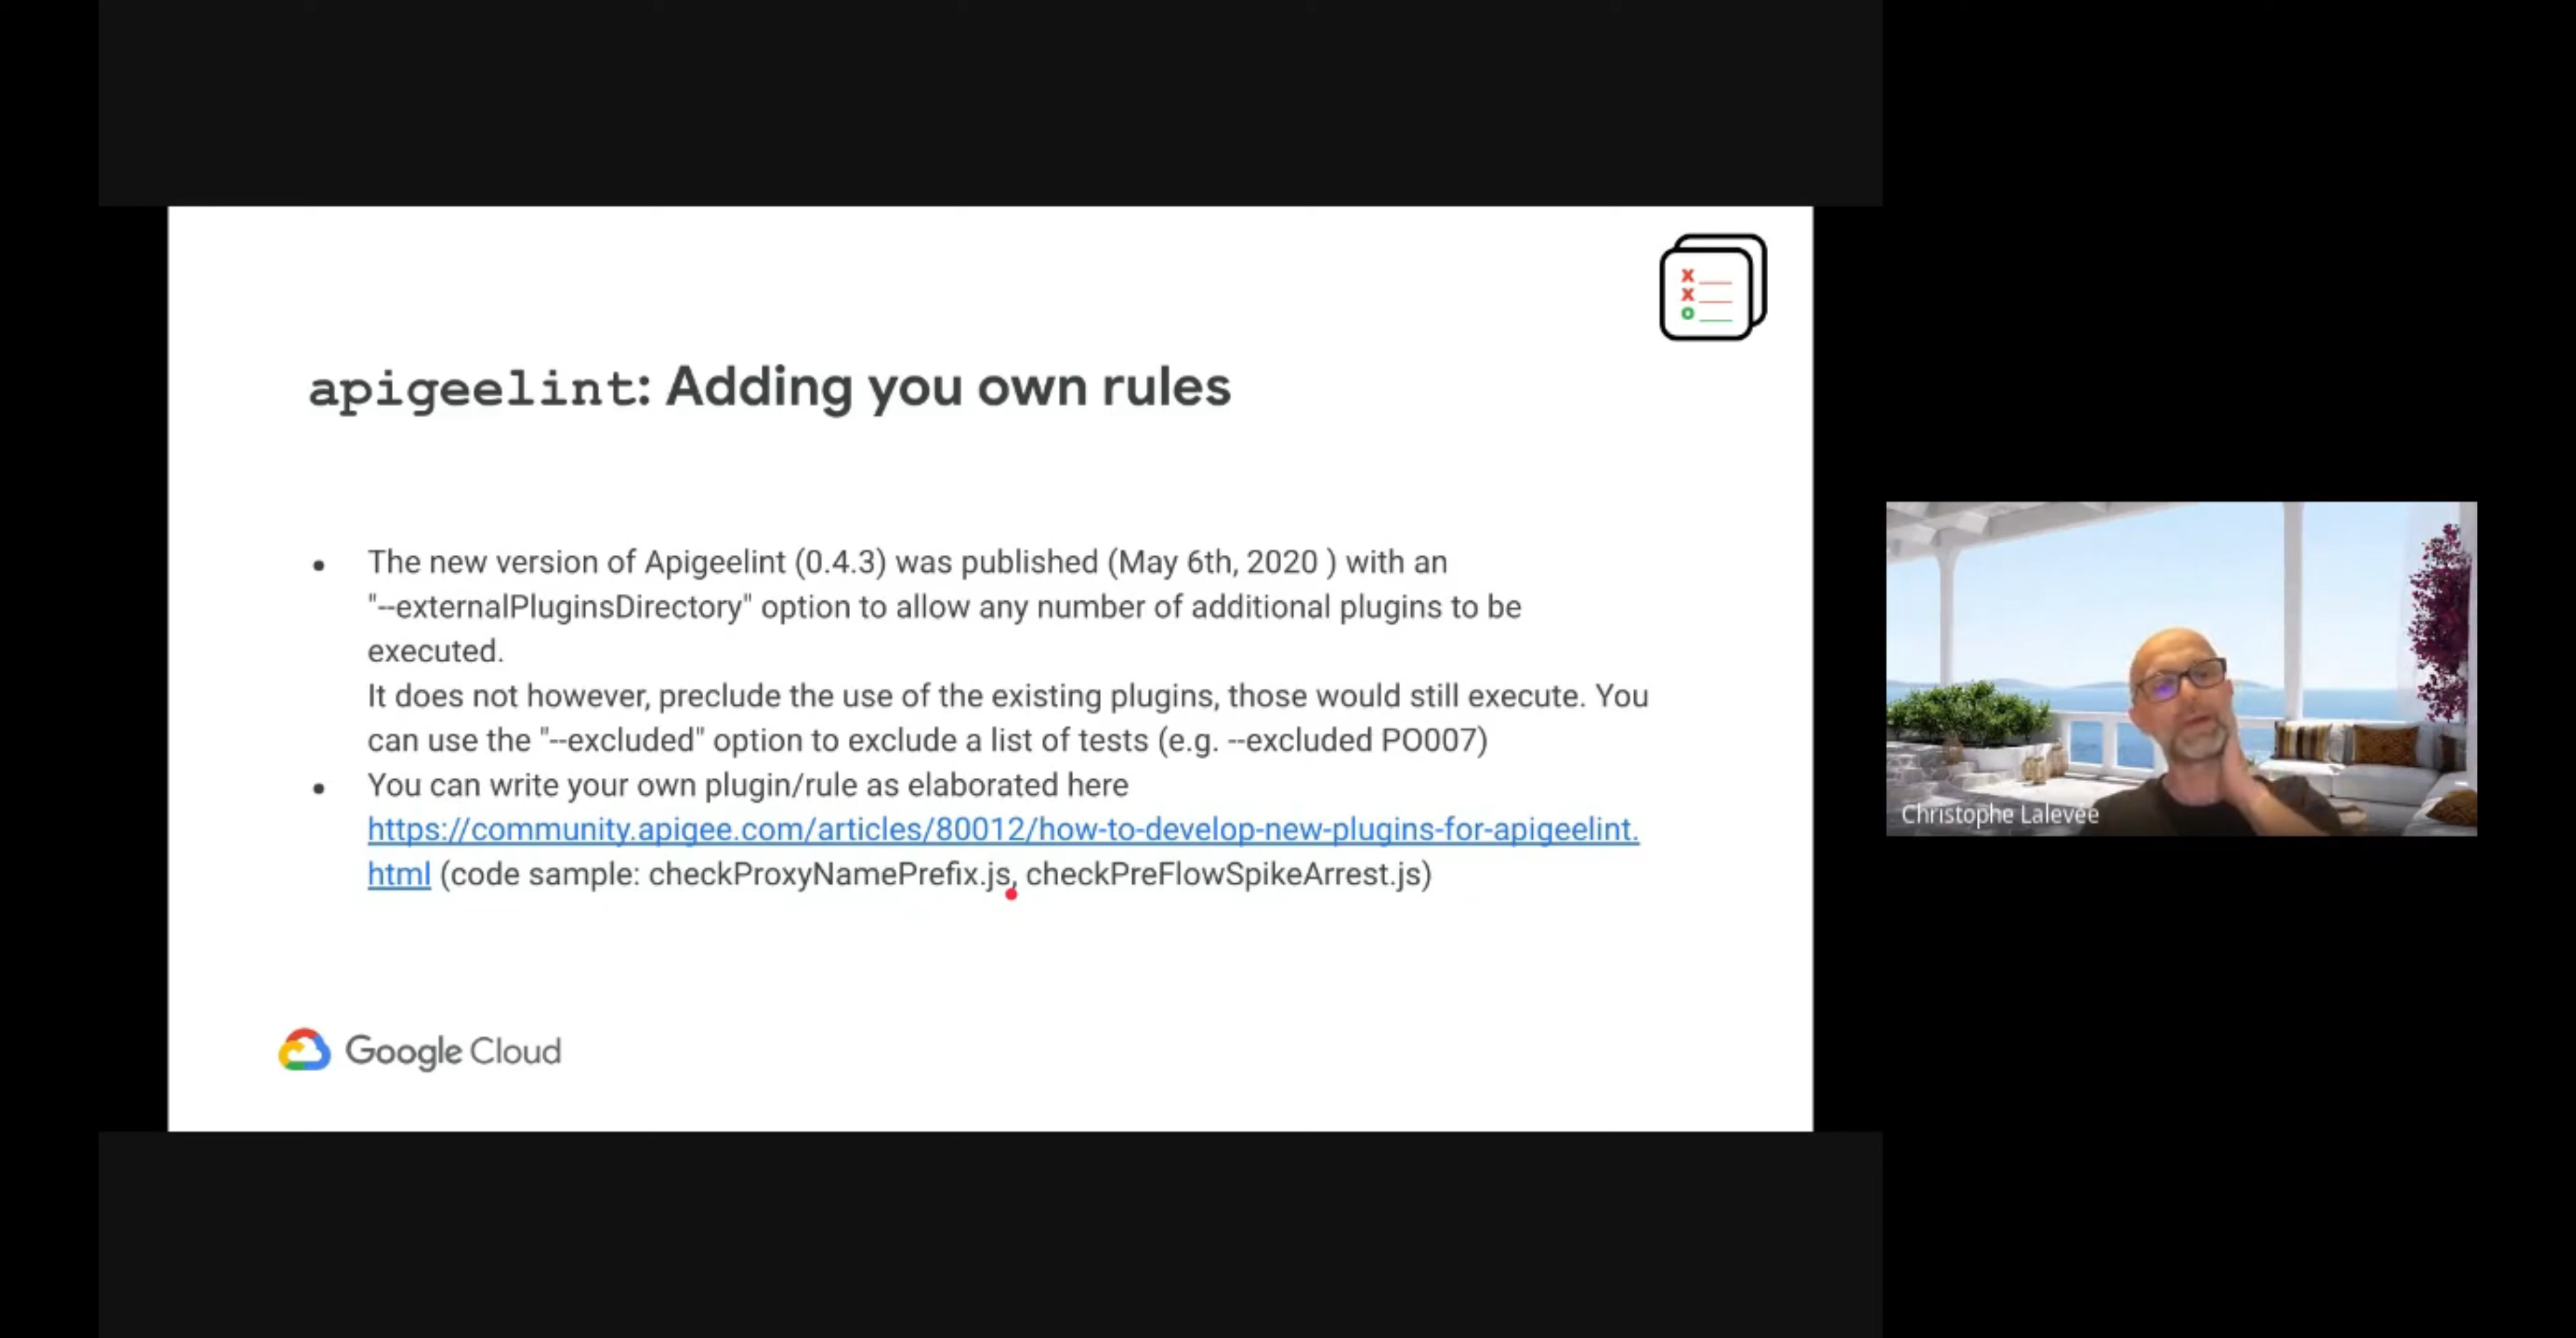 x
x
o
apigeelint: Adding you own rules
• The new version of Apigeelint (0.4.3) was published (May 6th, 2020 ) with an
"--externalPluginsDirectory" option to allow any number of additional plugins to be
executed.
It does not however, preclude the use of the existing plugins, those would still execute. You
can use the "--excluded" option to exclude a list of tests (e.g. --excluded PO007)
• You can write your own plugin/rule as elaborated here
https://community.apigee.com/articles/80012/how-to-develop-new-plugins-for-apigeelint.
html (code sample: checkProxyNamePrefix.js, checkPreFlowSpikeArrest.js)
Christophe Lalevée
Google Cloud